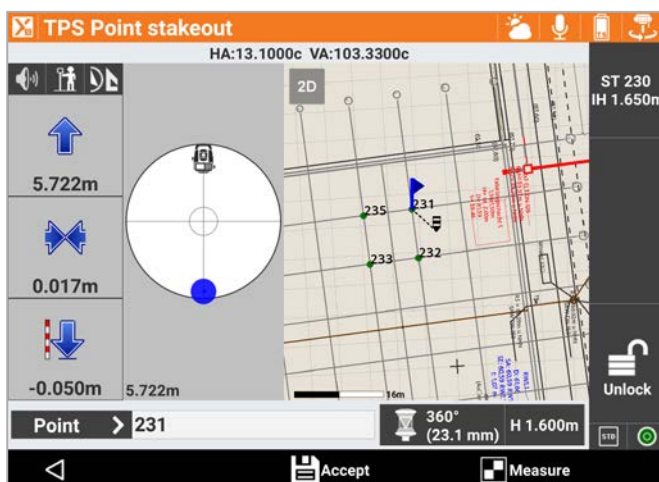 TPS Point stakeout
HA:13.1000c VA:103.3300c
2D
ST 230
IH 1.650m
5.722m
0.017m
-0.050m
5.722m
235
231
233
232
16m
Unlock
Point
231
360°
(23.1 mm)
H 1.600m
STD
Accept
Measure